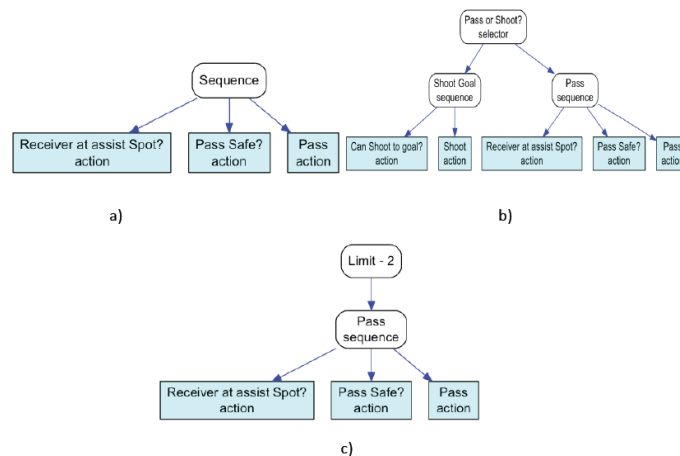 Sequence
Receiver at assist Spot?
action
Pass Safe?
action
Pass
action
a)
Pass or Shoot?
selector
Shoot Goal
sequence
Pass
sequence
Can Shoot to goal?
action
Shoot
action
Receiver at assist Spot?
action
Pass Safe?
action
Pass
action
b)
Limit - 2
Pass
sequence
Receiver at assist Spot?
action
Pass Safe?
action
Pass
action
c)